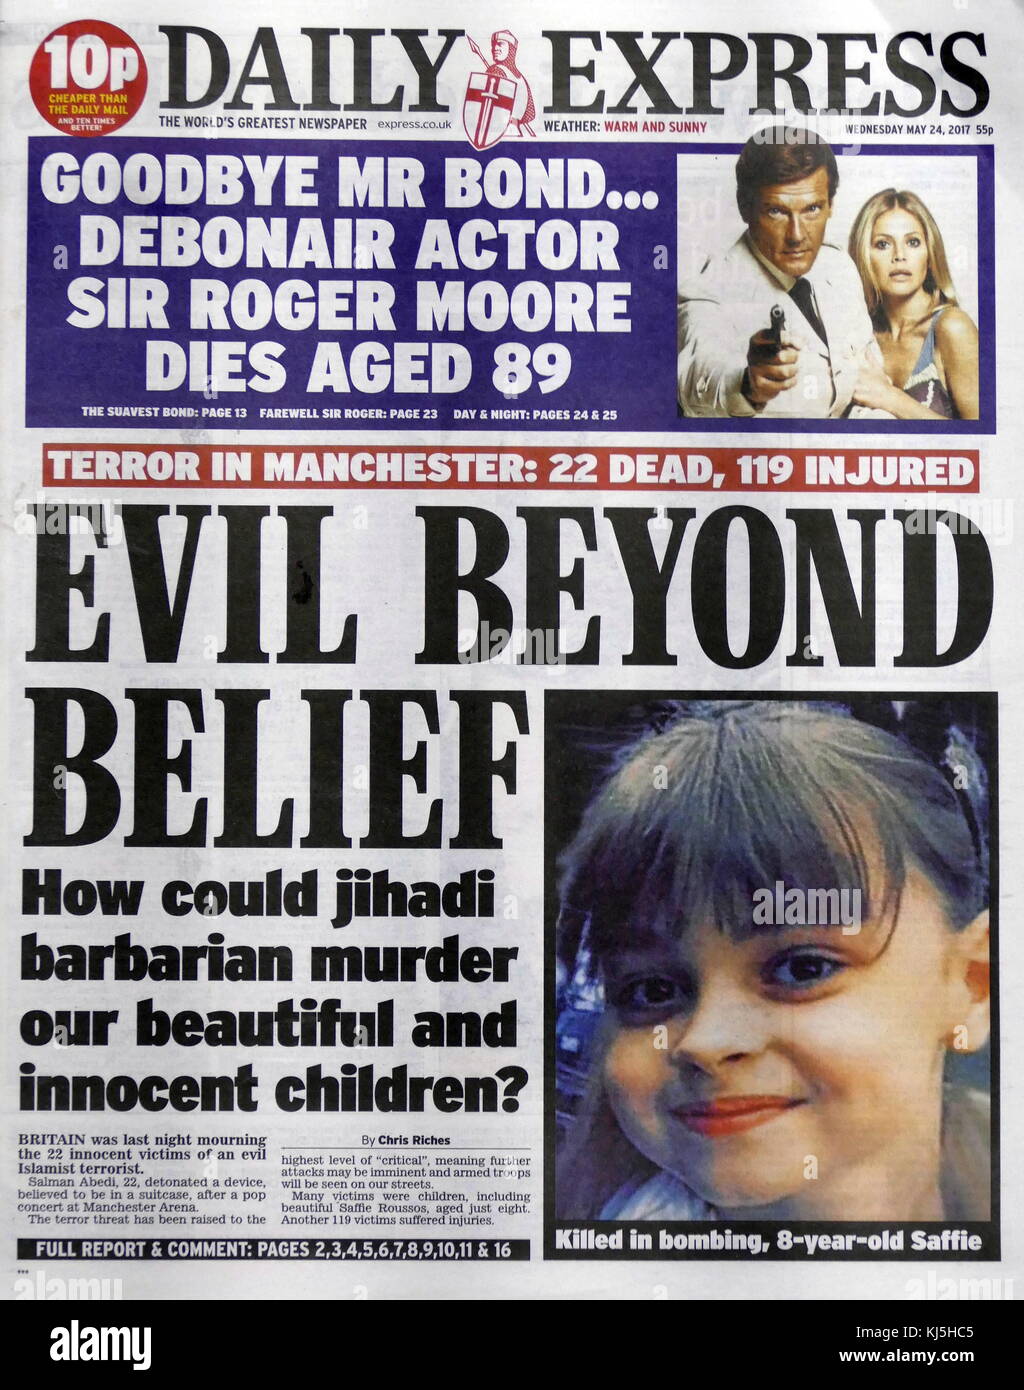 10p
CHEAPER THAN
THE DAILY MAIL
AND TEN TIMES
BETTER!
DAILY EXPRESS
THE WORLD'S GREATEST NEWSPAPER express.co.uk
WEATHER: WARM AND SUNNY
WEDNESDAY MAY 24, 2017 55p
GOODBYE MR BOND...
DEBONAIR ACTOR
SIR ROGER MOORE
DIES AGED 89
THE SUAVEST BOND: PAGE 13 FAREWELL SIR ROGER: PAGE 23 DAY & NIGHT: PAGES 24 & 25
TERROR IN MANCHESTER: 22 DEAD, 119 INJURED
EVIL BEYOND
BELIEF
How could jihadi
barbarian murder
our beautiful and
innocent children?
BRITAIN was last night mourning
the 22 innocent victims of an evil
Islamist terrorist.
Salman Abedi, 22, detonated a device,
believed to be in a suitcase, after a pop
concert at Manchester Arena.
The terror threat has been raised to the
By Chris Riches
highest level of "critical", meaning further
attacks may be imminent and armed troops
will be seen on our streets.
Many victims were children, including
beautiful Saffie Roussos, aged just eight.
Another 119 victims suffered injuries.
FULL REPORT & COMMENT: PAGES 2,3,4,5,6,7,8,9,10,11 & 16
Killed in bombing, 8-year-old Saffie
alamy
alamy
Image ID: KJ5HC5
www.alamy.com